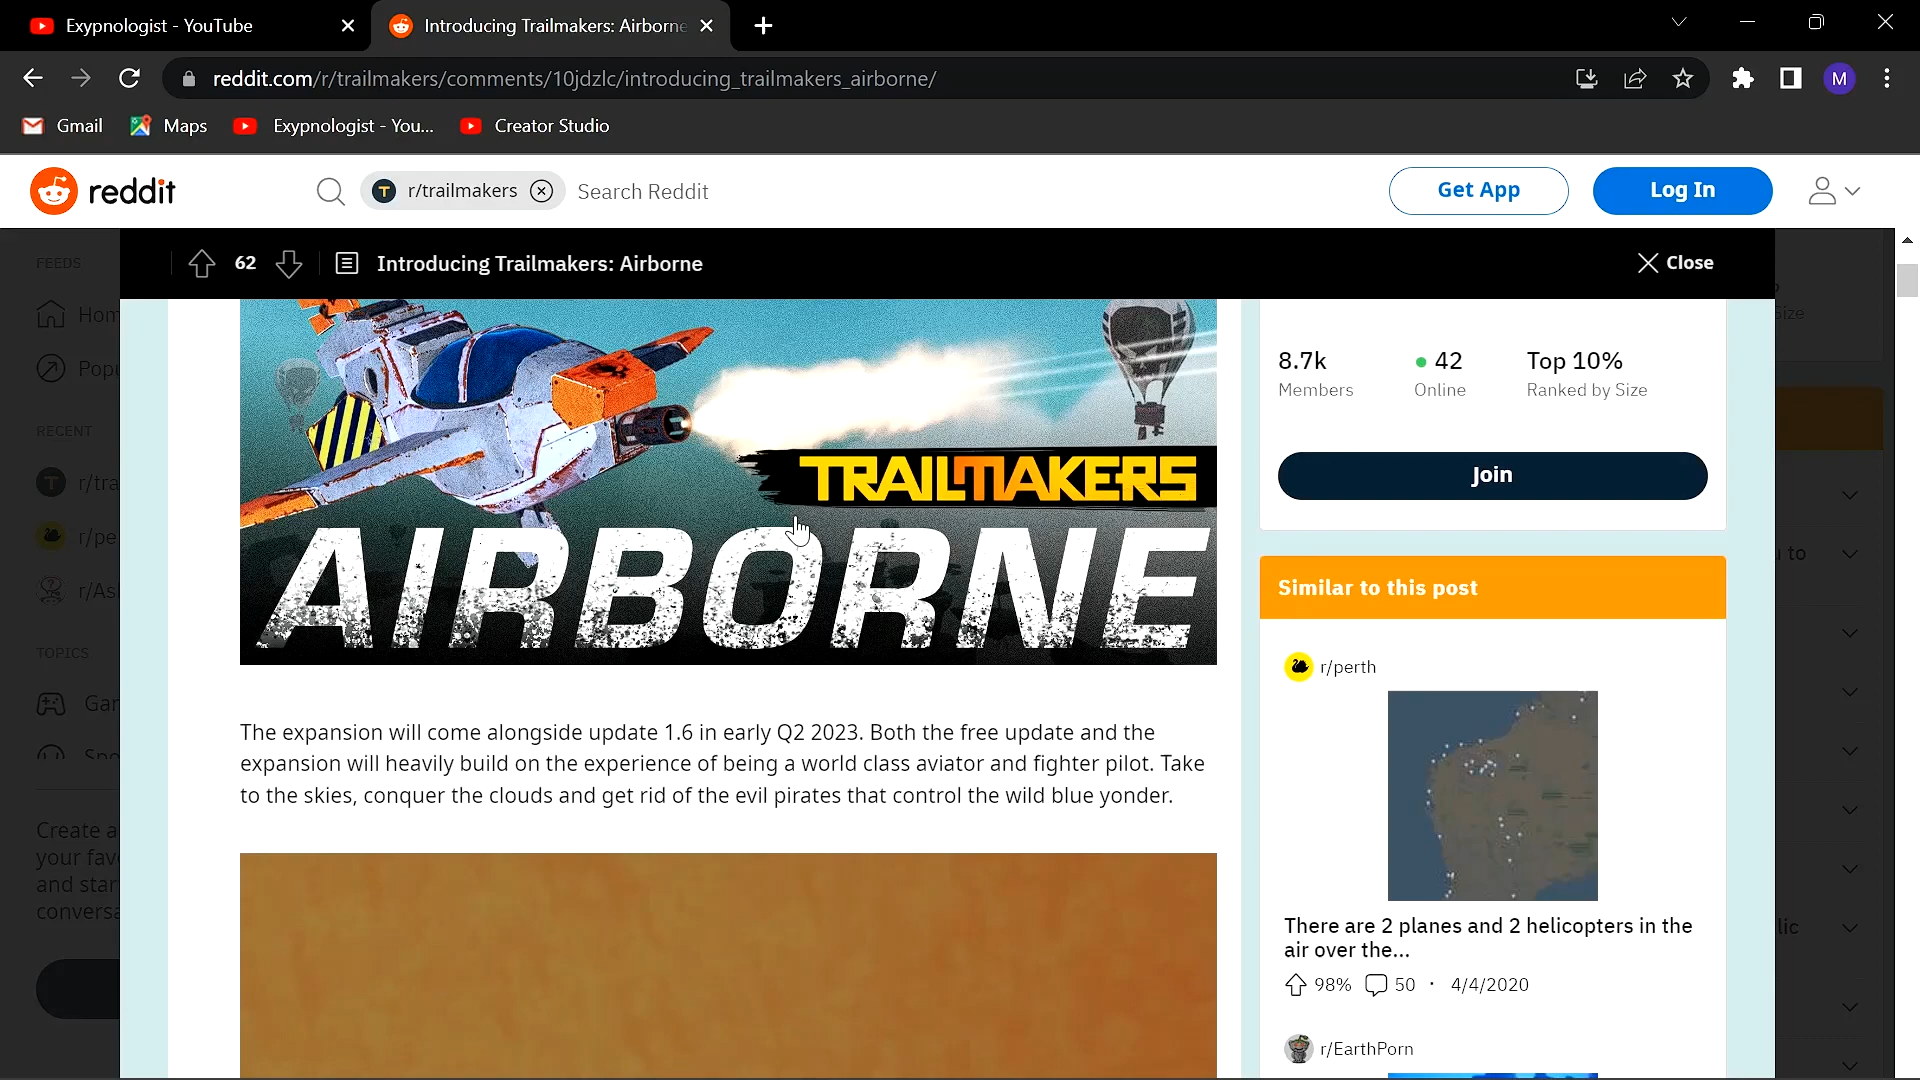 Exypnologist - YouTube
Introducing Trailmakers: Airborne
reddit.com/r/trailmakers/comments/10jdzlc/introducing_trailmakers_airborne/
M
Gmail
Maps
Exypnologist - You...
Creator Studio
reddit
r/trailmakers
Search Reddit
Get App
Log In
FEEDS
62
Introducing Trailmakers: Airborne
Close
RECENT
TOPICS
Create a
TRAILMAKERS
AIRBORNE
8.7k
42
Top 10%
Members
Online
Ranked by Size
Join
The expansion will come alongside update 1.6 in early Q2 2023. Both the free update and the
expansion will heavily build on the experience of being a world class aviator and fighter pilot. Take
to the skies, conquer the clouds and get rid of the evil pirates that control the wild blue yonder.
Similar to this post
r/perth
There are 2 planes and 2 helicopters in the
air over the...
98% 50 · 4/4/2020
r/EarthPorn